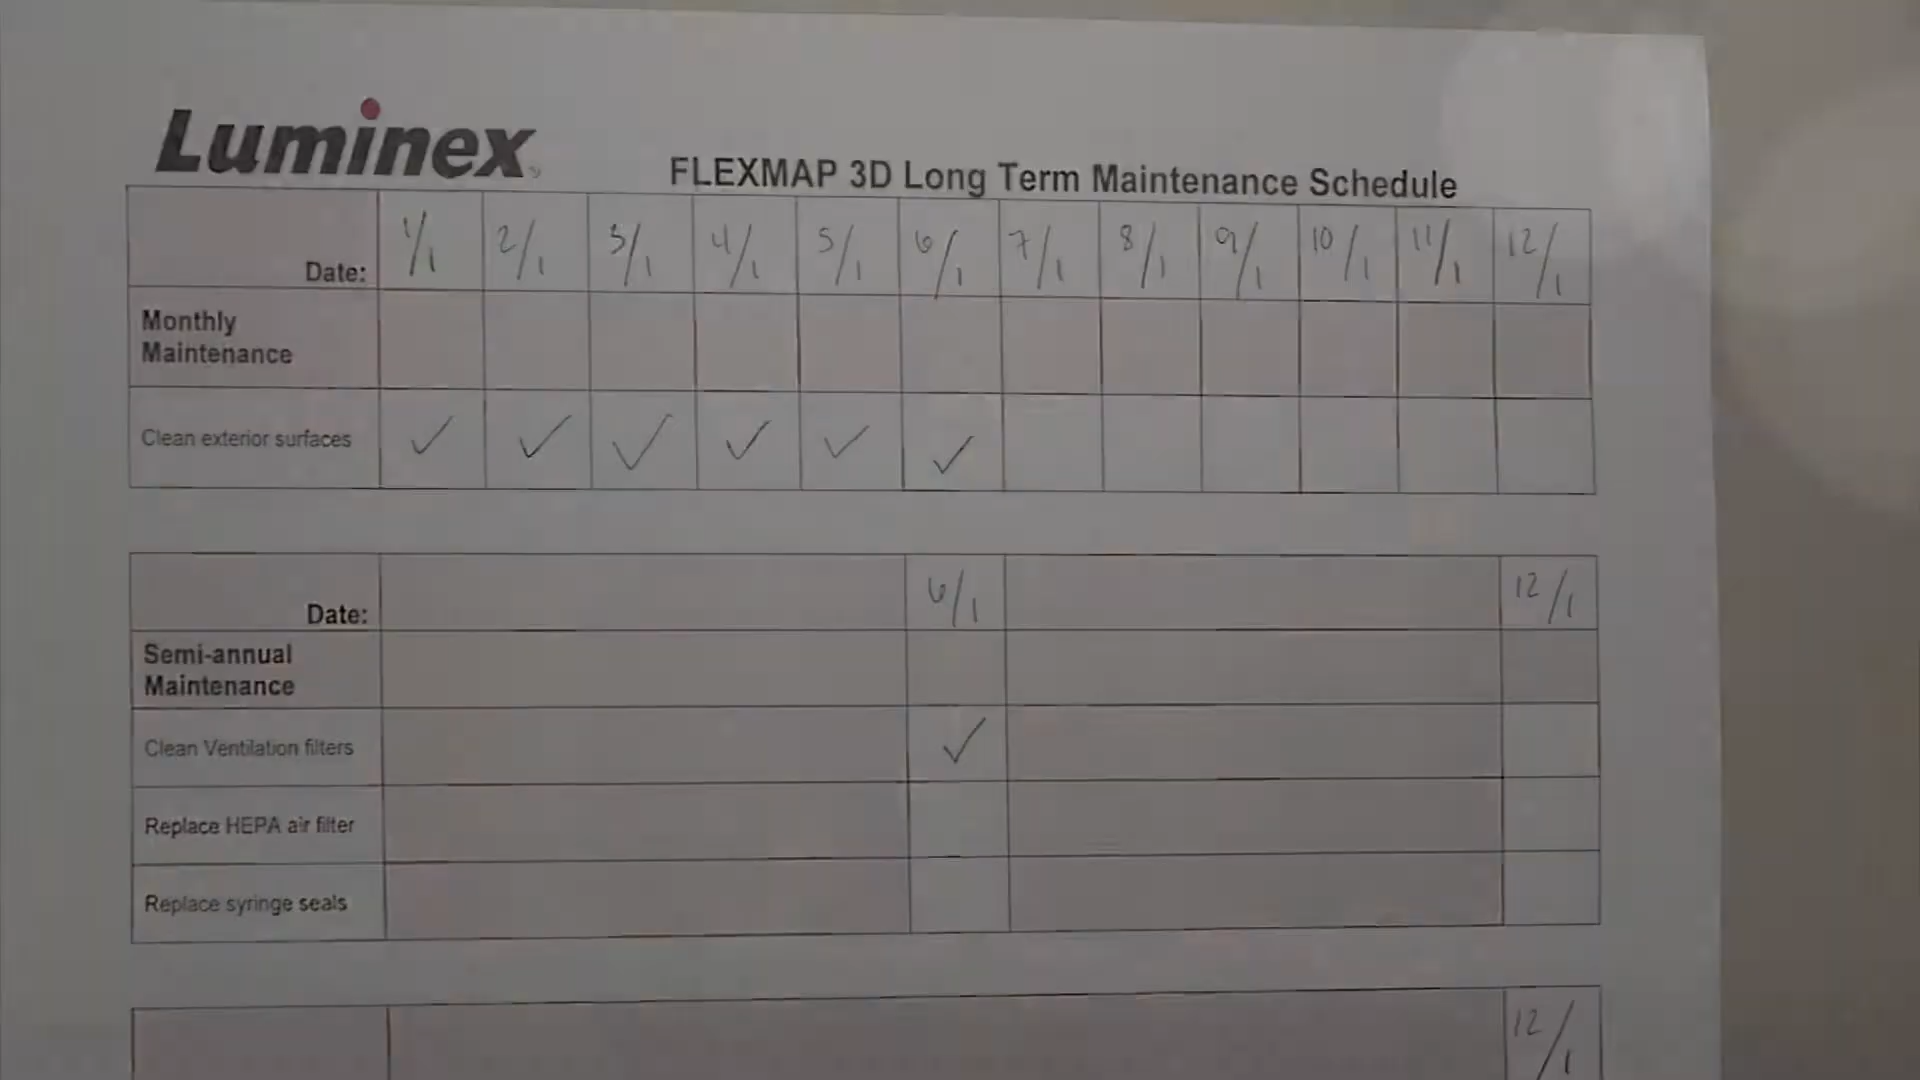 Luminex
FLEXMAP 3D Long Term Maintenance Schedule
Date: 1/1 2/1 3/1 4/1 5/1 6/1 7/1 8/1 9/1 10/1 11/1 12/1
Monthly
Maintenance
Clean exterior surfaces ✓ ✓ ✓ ✓ ✓ ✓
Date: 6/1 12/1
Semi-annual
Maintenance
Clean Ventilation filters ✓
Replace HEPA air filter
Replace syringe seals
12/1